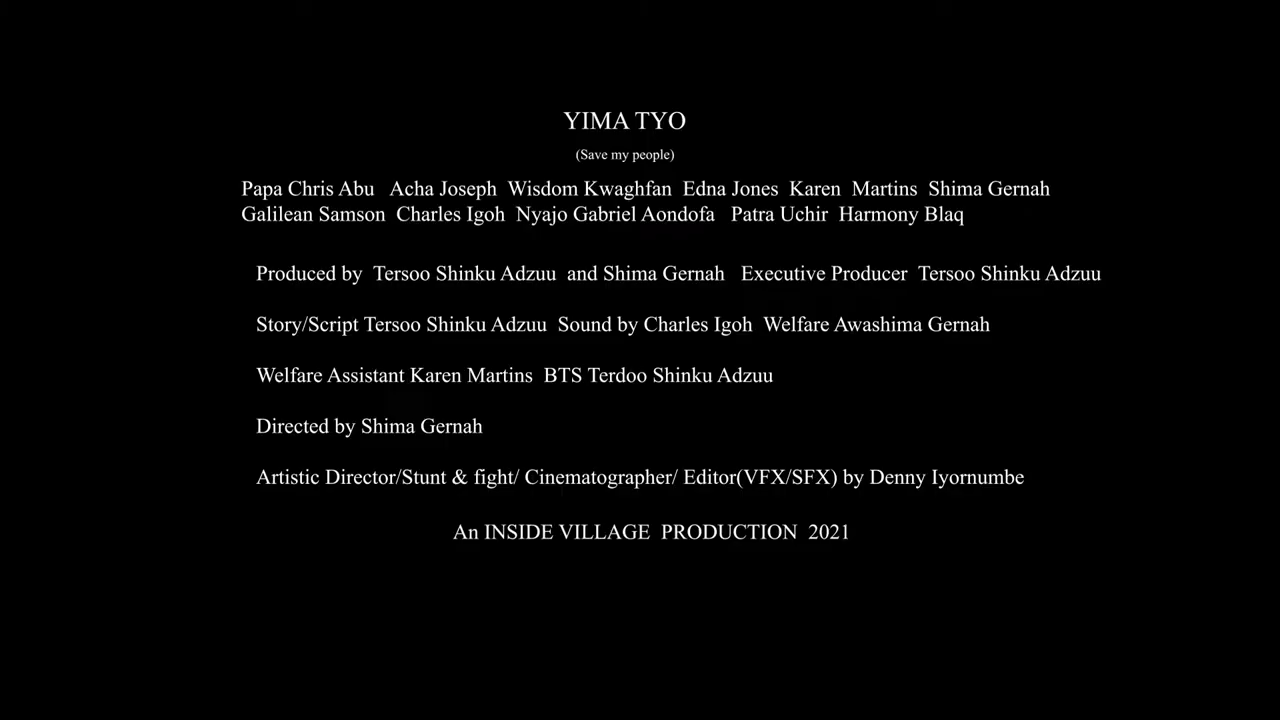 YIMA TYO
(Save my people)
Papa Chris Abu Acha Joseph Wisdom Kwaghfan Edna Jones Karen Martins Shima Gernah
Galilean Samson Charles Igoh Nyajo Gabriel Aondofa Patra Uchir Harmony Blaq
Produced by Tersoo Shinku Adzuu and Shima Gernah Executive Producer Tersoo Shinku Adzuu
Story/Script Tersoo Shinku Adzuu Sound by Charles Igoh Welfare Awashima Gernah
Welfare Assistant Karen Martins BTS Terdoo Shinku Adzuu
Directed by Shima Gernah
Artistic Director/Stunt & fight/ Cinematographer/ Editor(VFX/SFX) by Denny Iyornumbe
An INSIDE VILLAGE PRODUCTION 2021